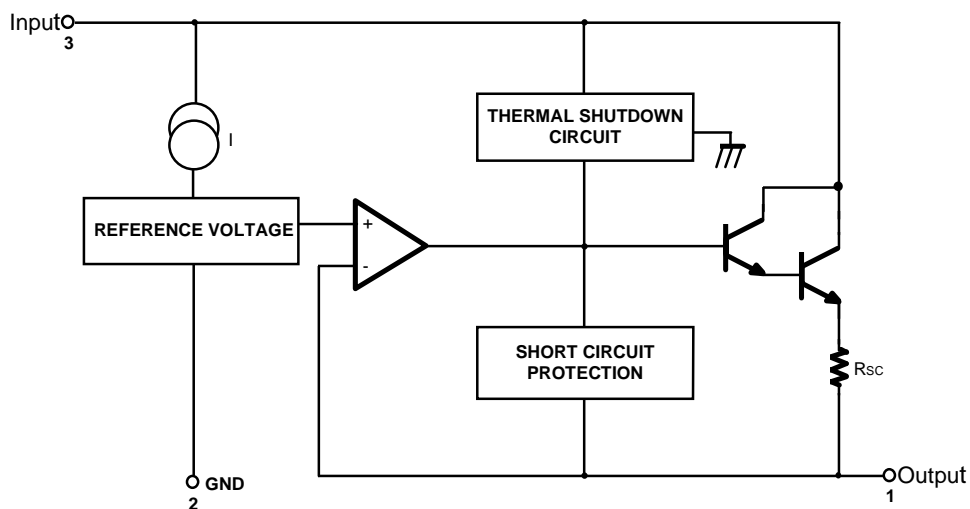 Input
3
THERMAL SHUTDOWN
CIRCUIT
I
REFERENCE VOLTAGE
+
-
SHORT CIRCUIT
PROTECTION
RSC
GND
2
Output
1